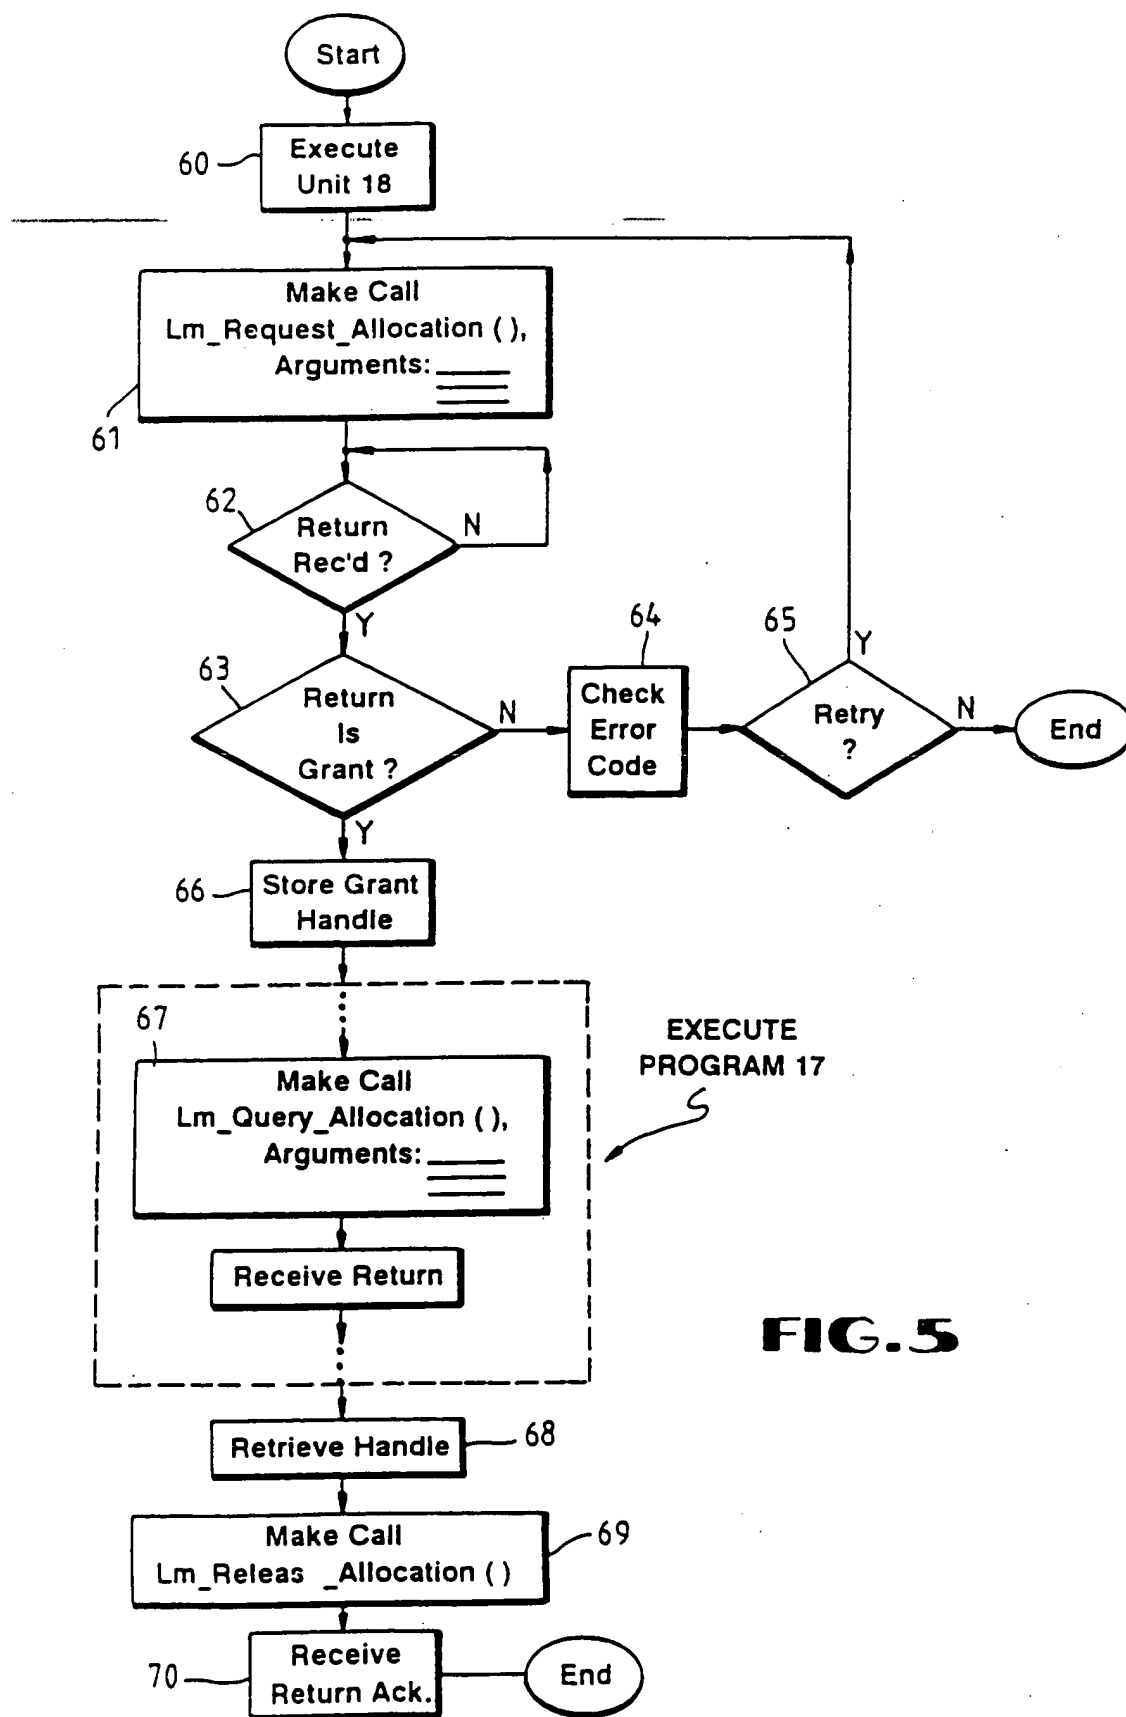 Start
60
Execute
Unit 18
Make Call
Lm_Request_Allocation ( ),
Arguments:
61
62
Return
Rec'd ?
N
Y
63
Return
Is
Grant ?
N
Y
64
Check
Error
Code
65
Retry
?
Y
N
End
66
Store Grant
Handle
67
Make Call
Lm_Query_Allocation ( ),
Arguments:
Receive Return
EXECUTE
PROGRAM 17
FIG.5
Retrieve Handle
68
Make Call
Lm_Releas _Allocation ( )
69
70
Receive
Return Ack.
End